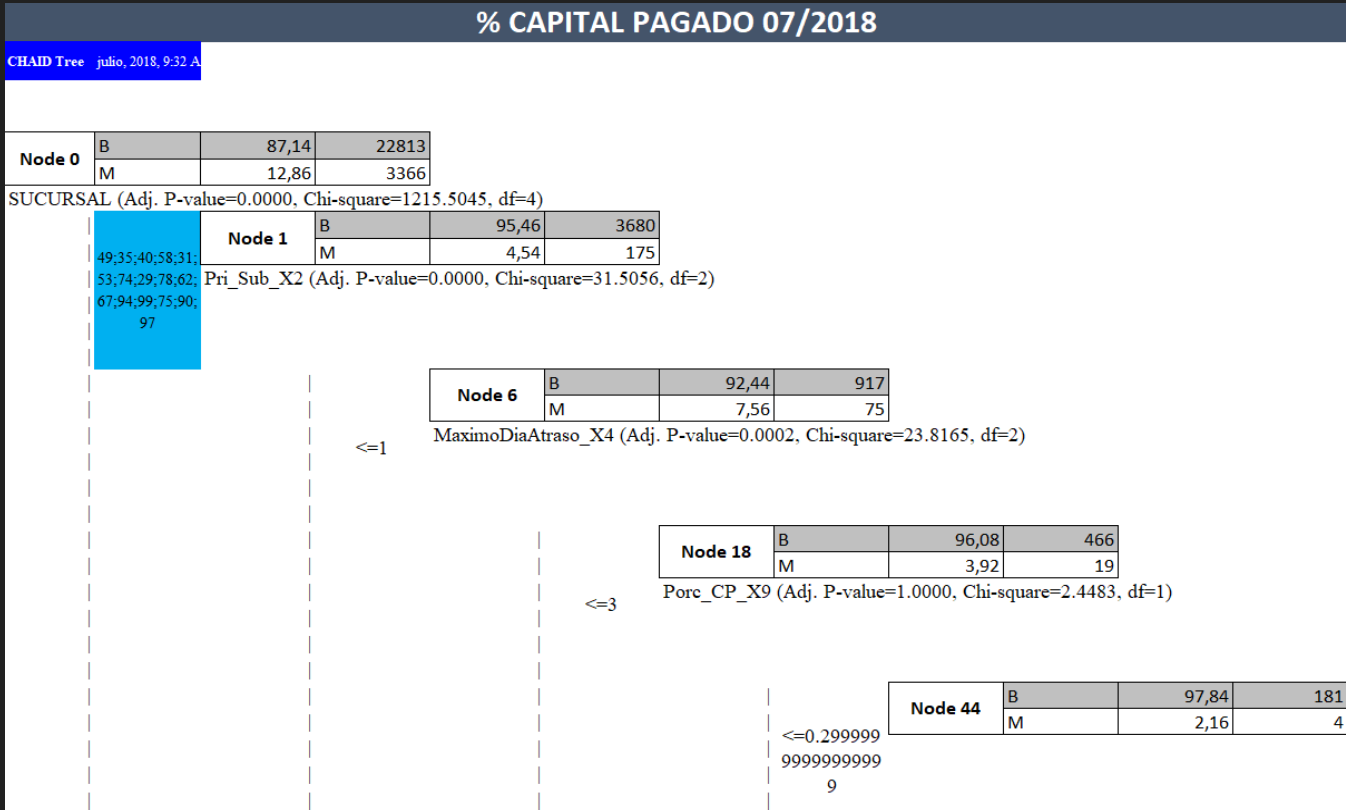 % CAPITAL PAGADO 07/2018
CHAID Tree julio, 2018, 9:32 A
Node 0
B 87,14 22813
M 12,86 3366
SUCURSAL (Adj. P-value=0.0000, Chi-square=1215.5045, df=4)
49;35;40;58;31;
53;74;29;78;62;
67;94;99;75;90;
97
Node 1
B 95,46 3680
M 4,54 175
Pri_Sub_X2 (Adj. P-value=0.0000, Chi-square=31.5056, df=2)
<=1
Node 6
B 92,44 917
M 7,56 75
MaximoDiaAtraso_X4 (Adj. P-value=0.0002, Chi-square=23.8165, df=2)
<=3
Node 18
B 96,08 466
M 3,92 19
Porc_CP_X9 (Adj. P-value=1.0000, Chi-square=2.4483, df=1)
<=0.299999
9999999999
9
Node 44
B 97,84 181
M 2,16 4